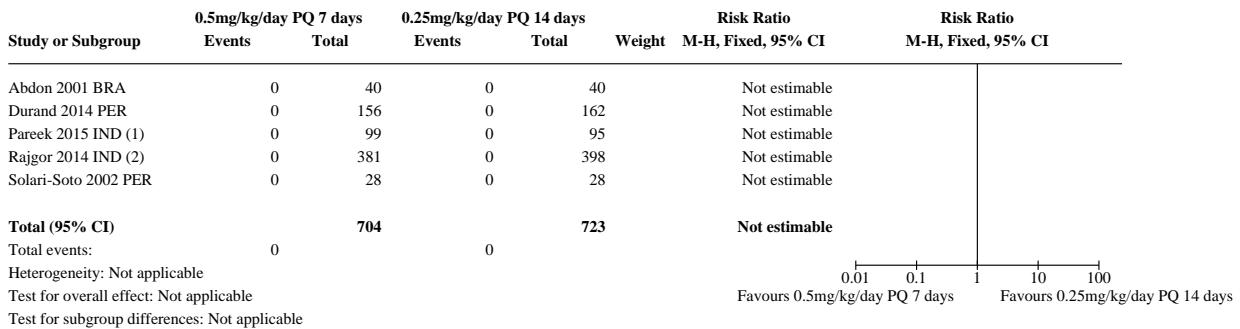 0.5mg/kg/day PQ 7 days 0.25mg/kg/day PQ 14 days Risk Ratio Risk Ratio
Study or Subgroup Events Total Events Total Weight M-H, Fixed, 95% CI M-H, Fixed, 95% CI
Abdon 2001 BRA 0 40 0 40 Not estimable
Durand 2014 PER 0 156 0 162 Not estimable
Pareek 2015 IND (1) 0 99 0 95 Not estimable
Rajgor 2014 IND (2) 0 381 0 398 Not estimable
Solari-Soto 2002 PER 0 28 0 28 Not estimable
Total (95% CI) 704 723 Not estimable
Total events: 0 0
Heterogeneity: Not applicable
0.01 0.1 1 10 100
Test for overall effect: Not applicable Favours 0.5mg/kg/day PQ 7 days Favours 0.25mg/kg/day PQ 14 days
Test for subgroup differences: Not applicable